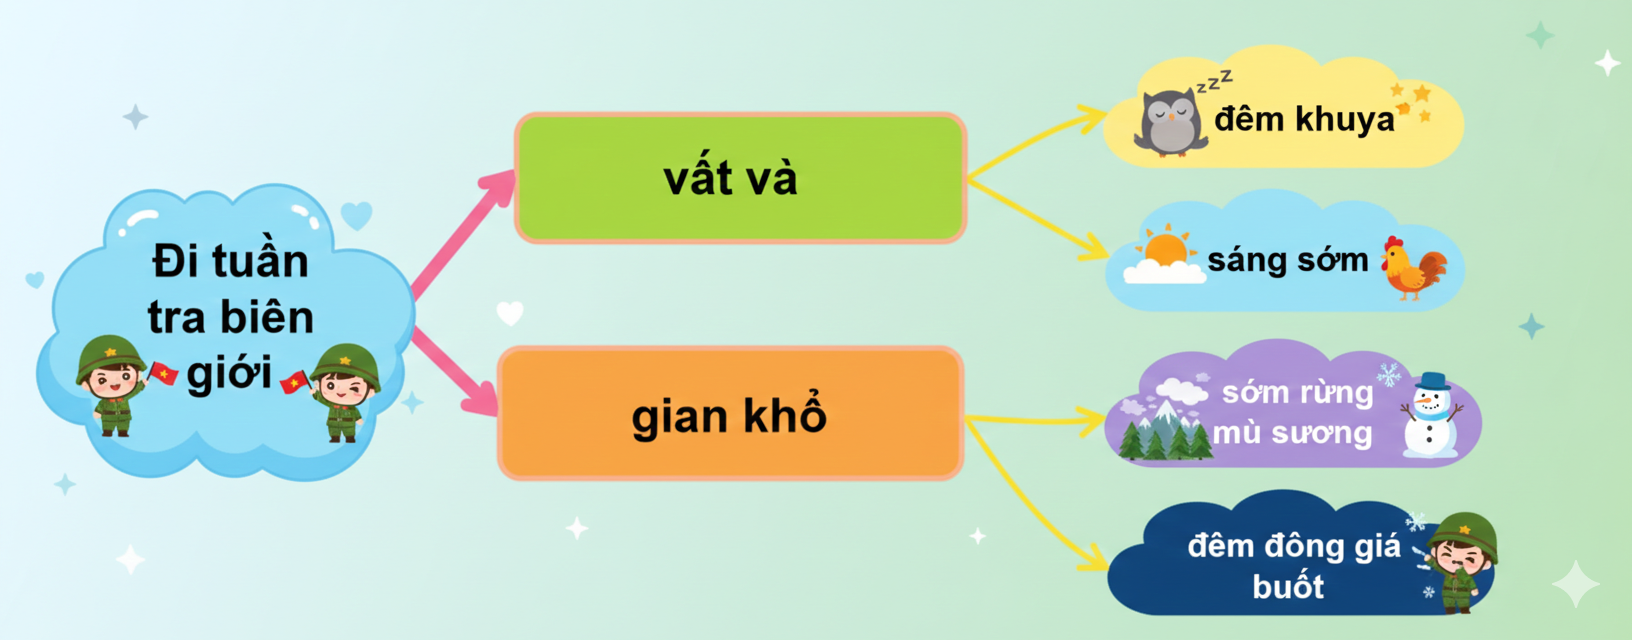 Đi tuần
tra biên
giới
vất và
gian khổ
zzz
đêm khuya
sáng sớm
sớm rừng
mù sương
đêm đông giá
buốt